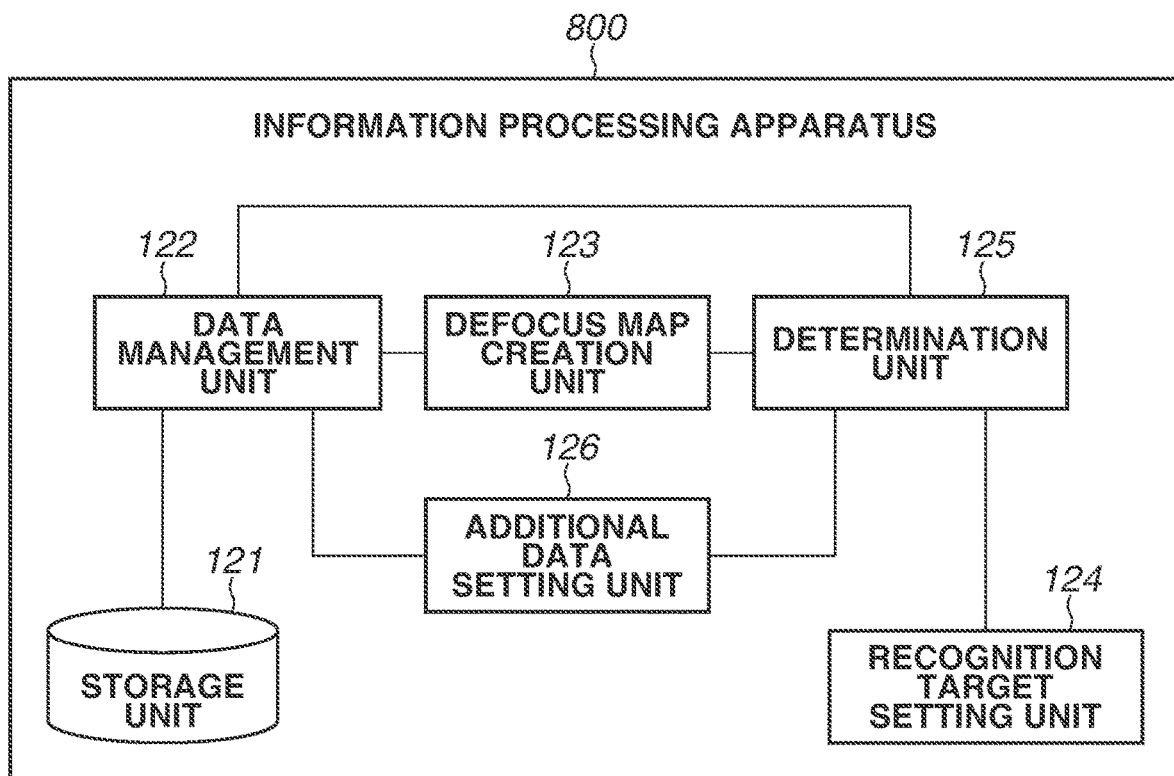 800
INFORMATION PROCESSING APPARATUS
122
DATA
MANAGEMENT
UNIT
123
DEFOCUS MAP
CREATION
UNIT
125
DETERMINATION
UNIT
126
ADDITIONAL
DATA
SETTING UNIT
121
STORAGE
UNIT
124
RECOGNITION
TARGET
SETTING UNIT